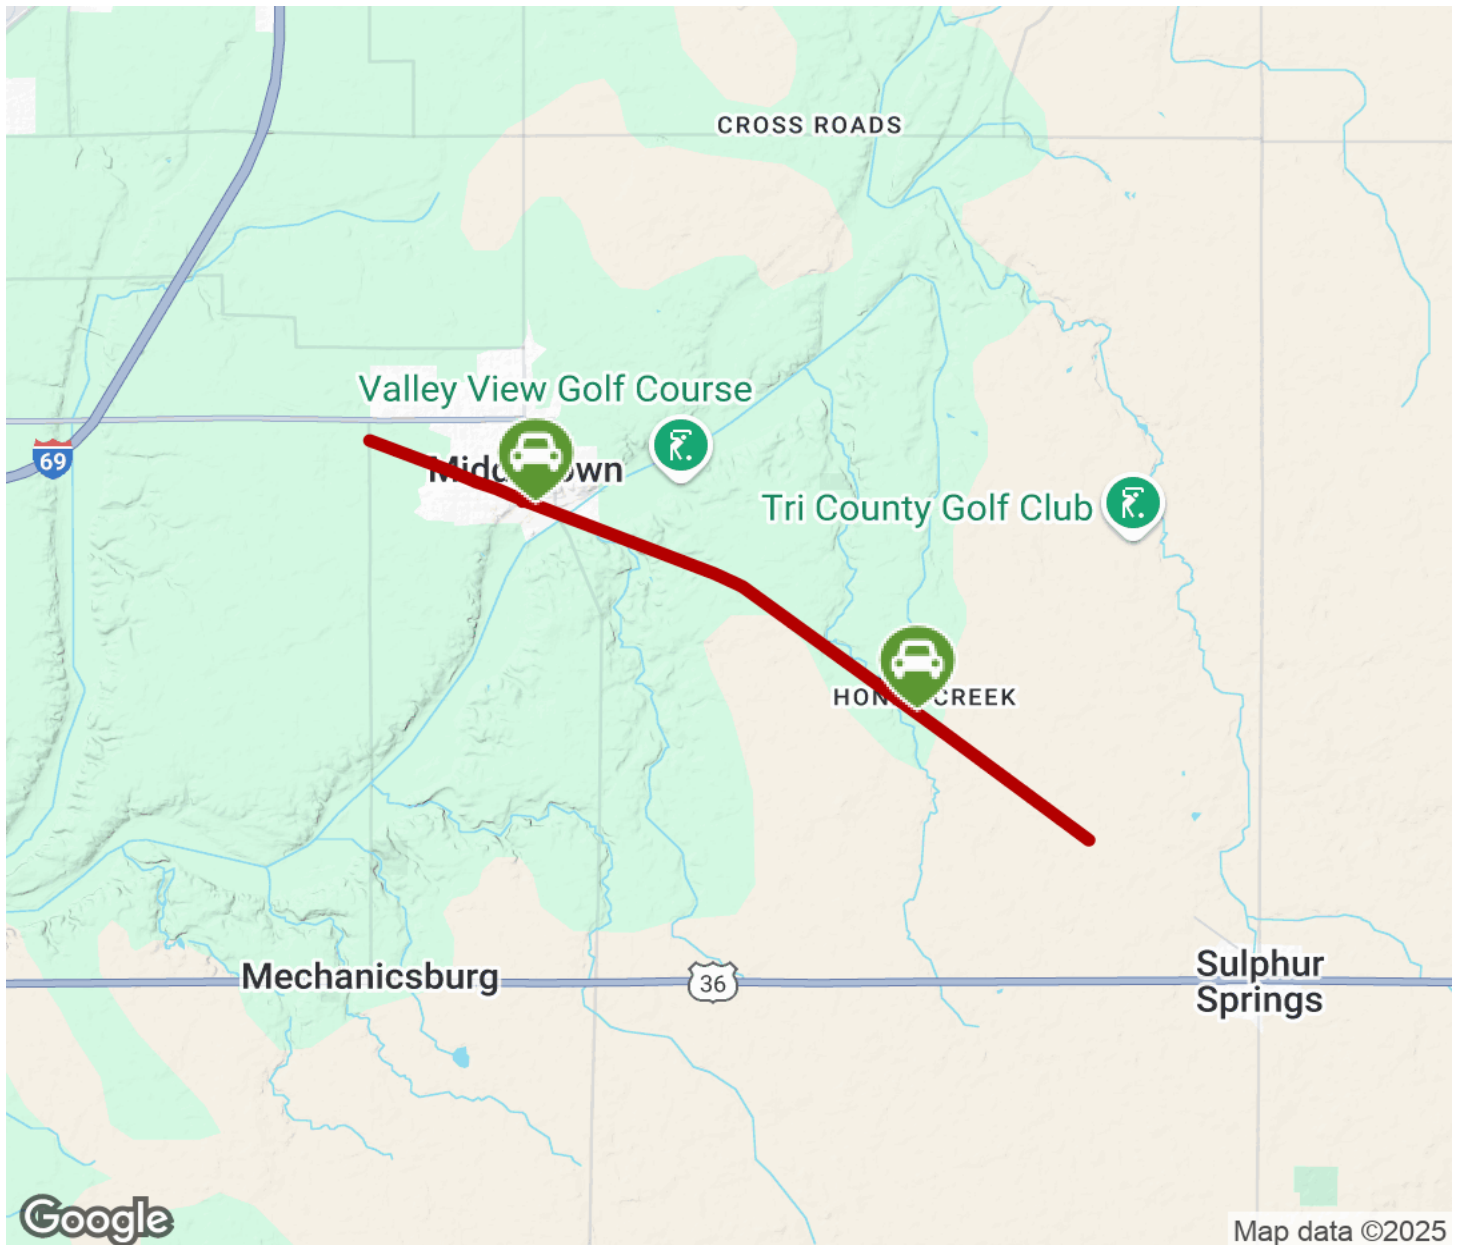 CROSS ROADS
Valley View Golf Course
69
Tri County Golf Club
CREEK
Mechanicsburg
36
Sulphur
Springs
Google
Map data ©2025